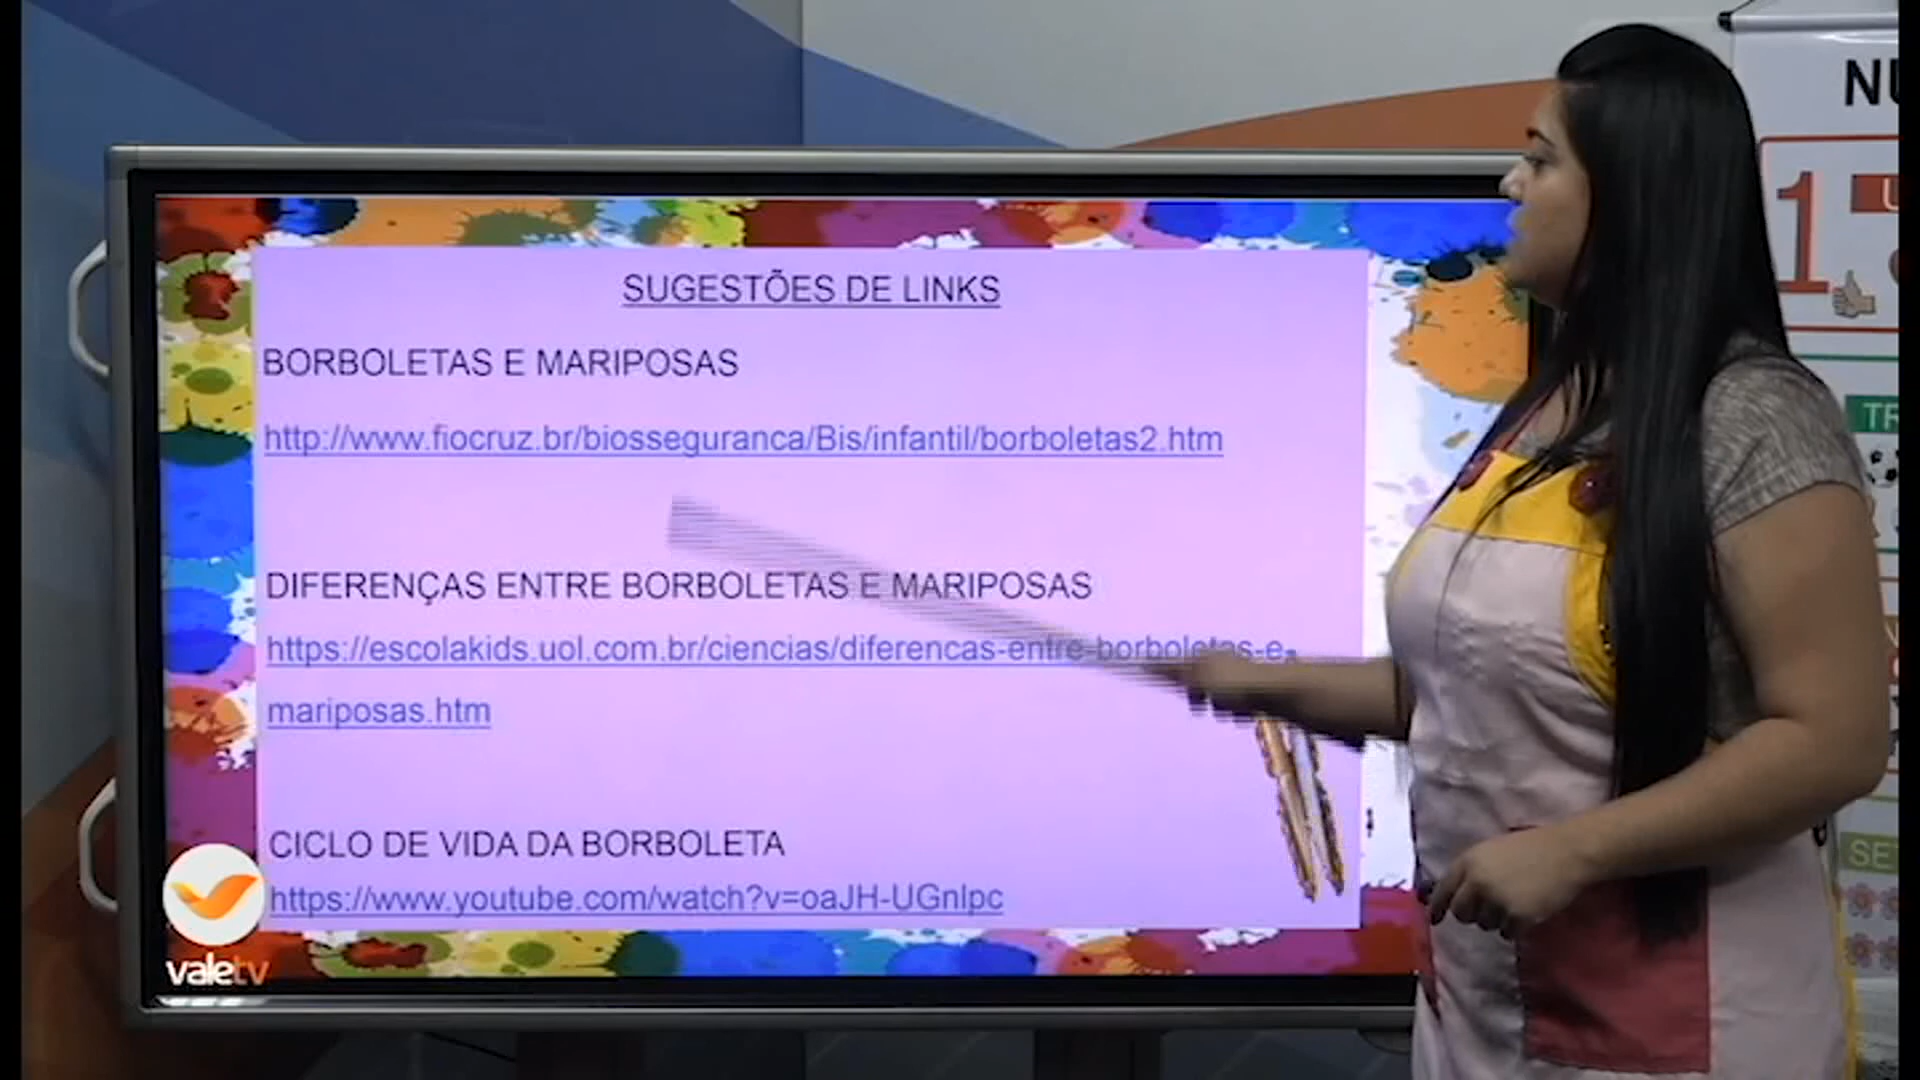 SUGESTÕES DE LINKS
BORBOLETAS E MARIPOSAS
http://www.fiocruz.br/biosseguranca/Bis/infantil/borboletas2.htm
DIFERENÇAS ENTRE BORBOLETAS E MARIPOSAS
https://escolakids.uol.com.br/ciencias/diferencas-entre-borboletas-e-
mariposas.htm
CICLO DE VIDA DA BORBOLETA
https://www.youtube.com/watch?v=oaJH-UGnlpc
valetv
1